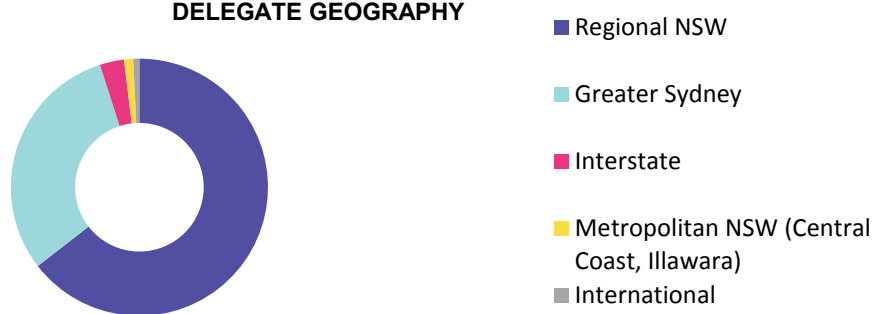 DELEGATE GEOGRAPHY
Regional NSW
Greater Sydney
Interstate
Metropolitan NSW (Central
Coast, Illawara)
International